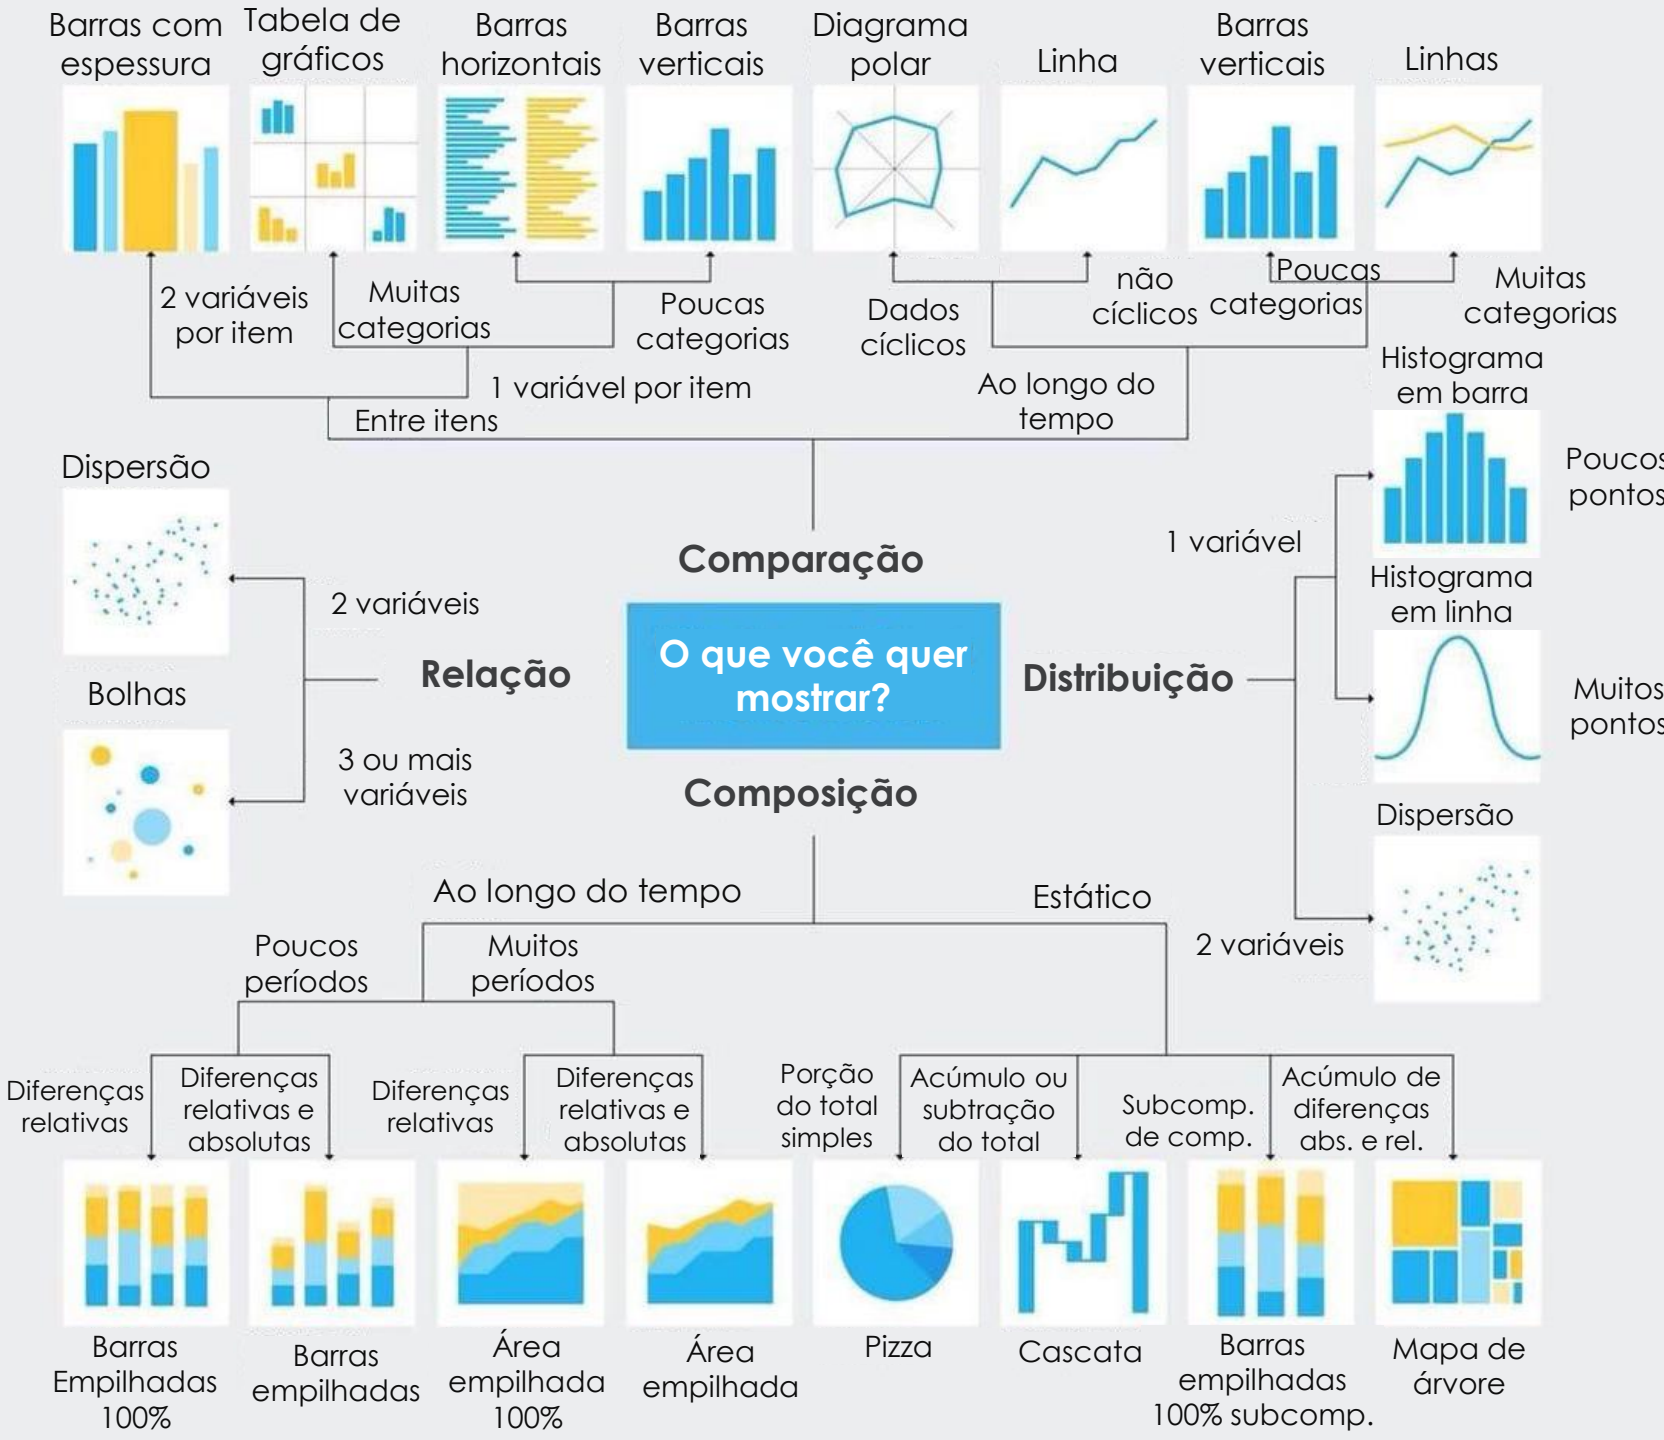 Barras com
espessura
Tabela de
gráficos
Barras
horizontais
Barras
verticais
Diagrama
polar
Linha
Barras
verticais
Linhas
2 variáveis
por item
Muitas
categorias
Poucas
categorias
Dados
cíclicos
não
cíclicos
Poucas
categorias
Muitas
categorias
1 variável por item
Entre itens
Ao longo do
tempo
Histograma
em barra
Poucos
pontos
1 variável
Histograma
em linha
Muitos
pontos
Dispersão
2 variáveis
Dispersão
2 variáveis
Relação
Bolhas
3 ou mais
variáveis
Comparação
O que você quer
mostrar?
Distribuição
Composição
Ao longo do tempo
Estático
Poucos
períodos
Muitos
períodos
Diferenças
relativas
Diferenças
relativas e
absolutas
Diferenças
relativas
Diferenças
relativas e
absolutas
Porção
do total
simples
Acúmulo ou
subtração
do total
Subcomp.
de comp.
Acúmulo de
diferenças
abs. e rel.
Barras
Empilhadas
100%
Barras
empilhadas
Área
empilhada
100%
Área
empilhada
Pizza
Cascata
Barras
empilhadas
100% subcomp.
Mapa de
árvore